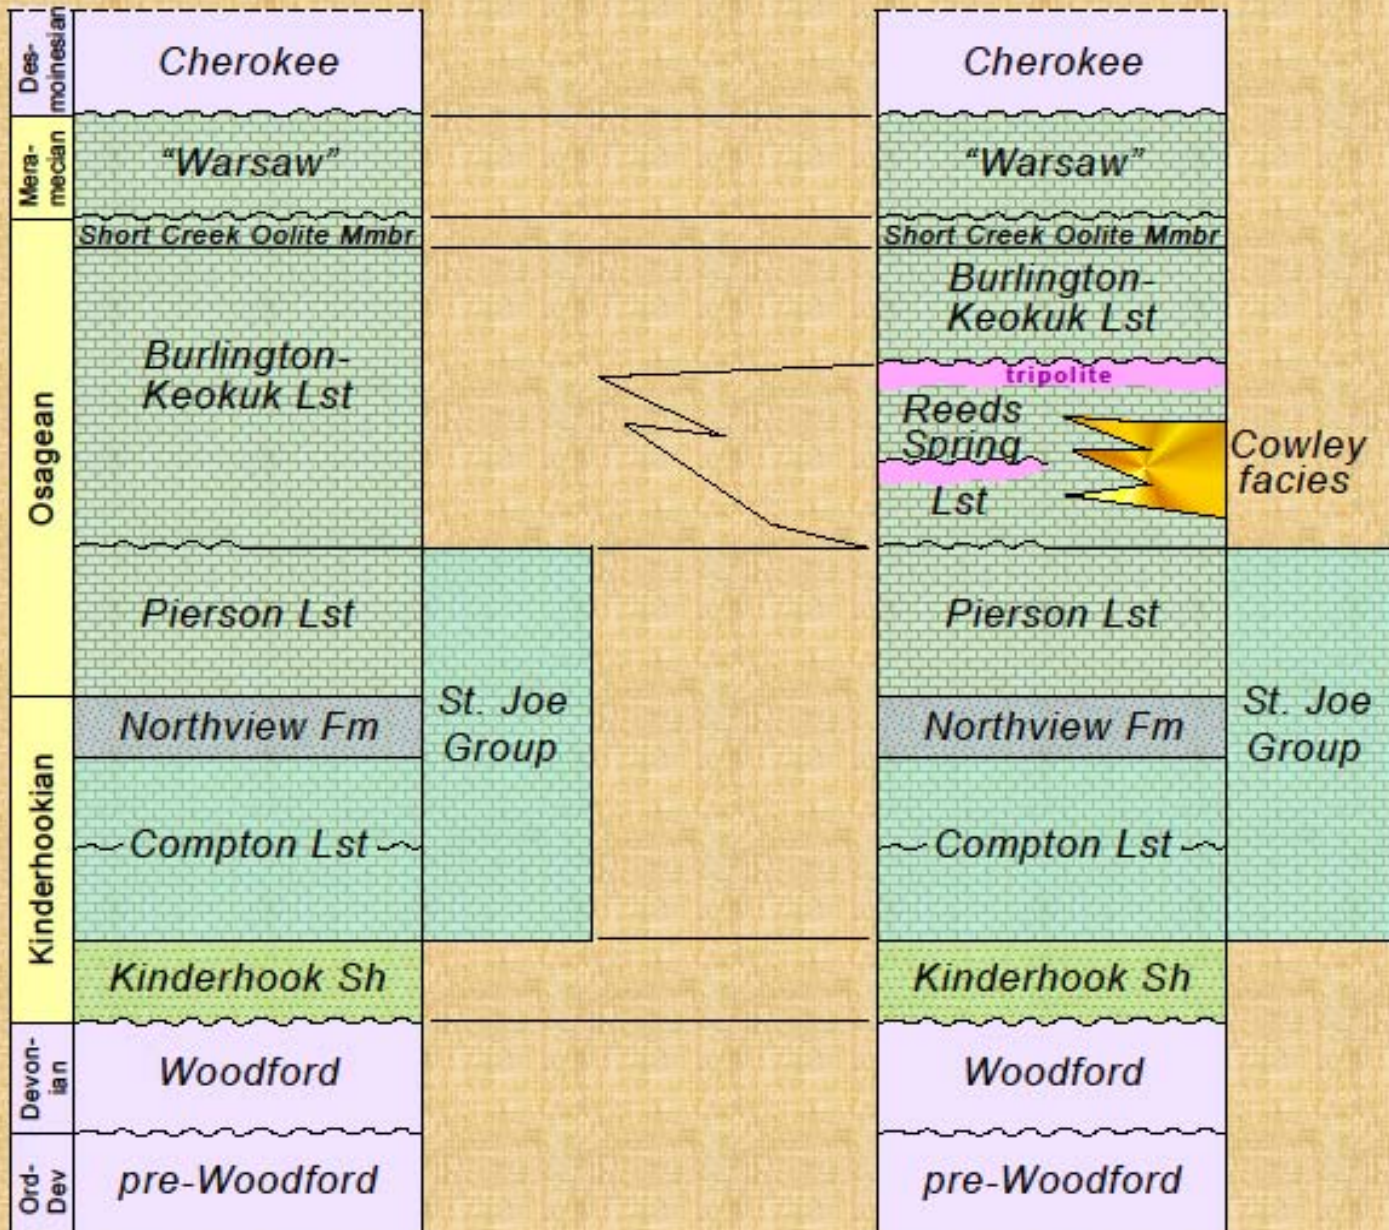 Des-
moinesian
Mera-
mecian
Osagean
Kinderhookian
Devon-
ian
Ord-
Dev
Cherokee
“Warsaw”
Short Creek Oolite Mmbr
Burlington-
Keokuk Lst
Pierson Lst
Northview Fm
Compton Lst
Kinderhook Sh
Woodford
pre-Woodford
St. Joe
Group
Cherokee
“Warsaw”
Short Creek Oolite Mmbr
Burlington-
Keokuk Lst
tripolite
Reeds
Spring
Lst
Pierson Lst
Northview Fm
Compton Lst
Kinderhook Sh
Woodford
pre-Woodford
Cowley
facies
St. Joe
Group